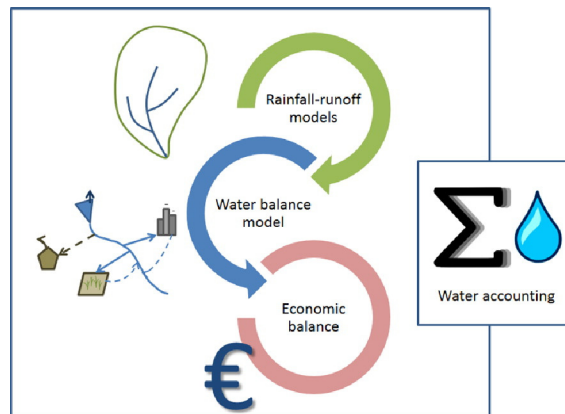 Rainfall-runoff
models
Water balance
model
Economic
balance
€
Σ
Water accounting